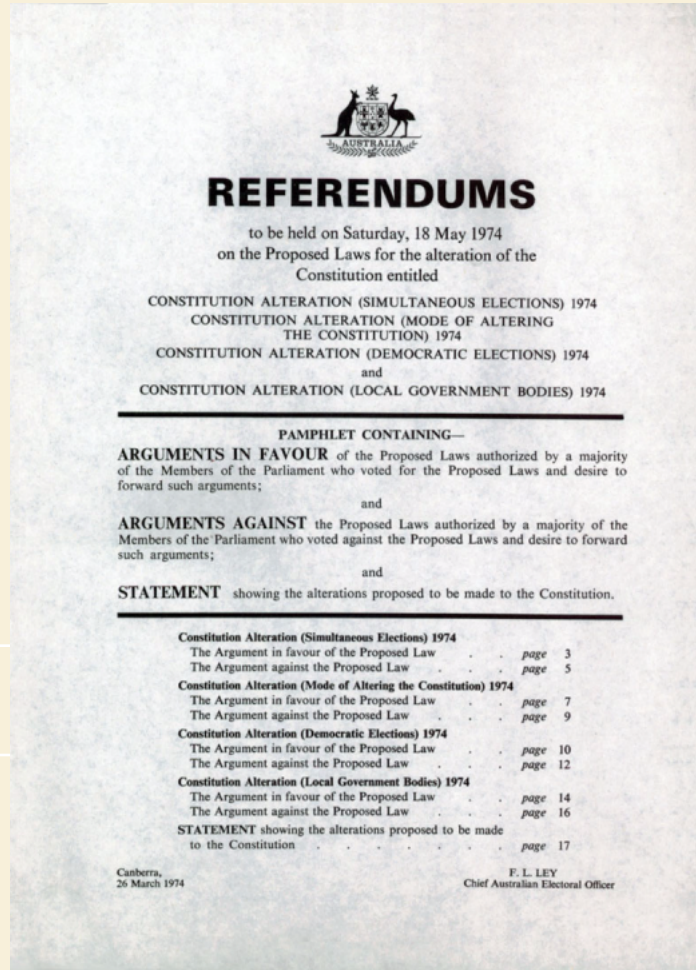 AUSTRALIA
REFERENDUMS
to be held on Saturday, 18 May 1974
on the Proposed Laws for the alteration of the
Constitution entitled
CONSTITUTION ALTERATION (SIMULTANEOUS ELECTIONS) 1974
CONSTITUTION ALTERATION (MODE OF ALTERING
THE CONSTITUTION) 1974
CONSTITUTION ALTERATION (DEMOCRATIC ELECTIONS) 1974
and
CONSTITUTION ALTERATION (LOCAL GOVERNMENT BODIES) 1974
PAMPHLET CONTAINING—
ARGUMENTS IN FAVOUR of the Proposed Laws authorized by a majority
of the Members of the Parliament who voted for the Proposed Laws and desire to
forward such arguments;
and
ARGUMENTS AGAINST the Proposed Laws authorized by a majority of the
Members of the Parliament who voted against the Proposed Laws and desire to forward
such arguments;
and
STATEMENT showing the alterations proposed to be made to the Constitution.
Constitution Alteration (Simultaneous Elections) 1974
The Argument in favour of the Proposed Law . . page 3
The Argument against the Proposed Law . . . page 5
Constitution Alteration (Mode of Altering the Constitution) 1974
The Argument in favour of the Proposed Law . . page 7
The Argument against the Proposed Law . . . page 9
Constitution Alteration (Democratic Elections) 1974
The Argument in favour of the Proposed Law . . page 10
The Argument against the Proposed Law . . . page 12
Constitution Alteration (Local Government Bodies) 1974
The Argument in favour of the Proposed Law . . page 14
The Argument against the Proposed Law . . . page 16
STATEMENT showing the alterations proposed to be made
to the Constitution . . . . . . . page 17
Canberra,
26 March 1974
F. L. LEY
Chief Australian Electoral Officer